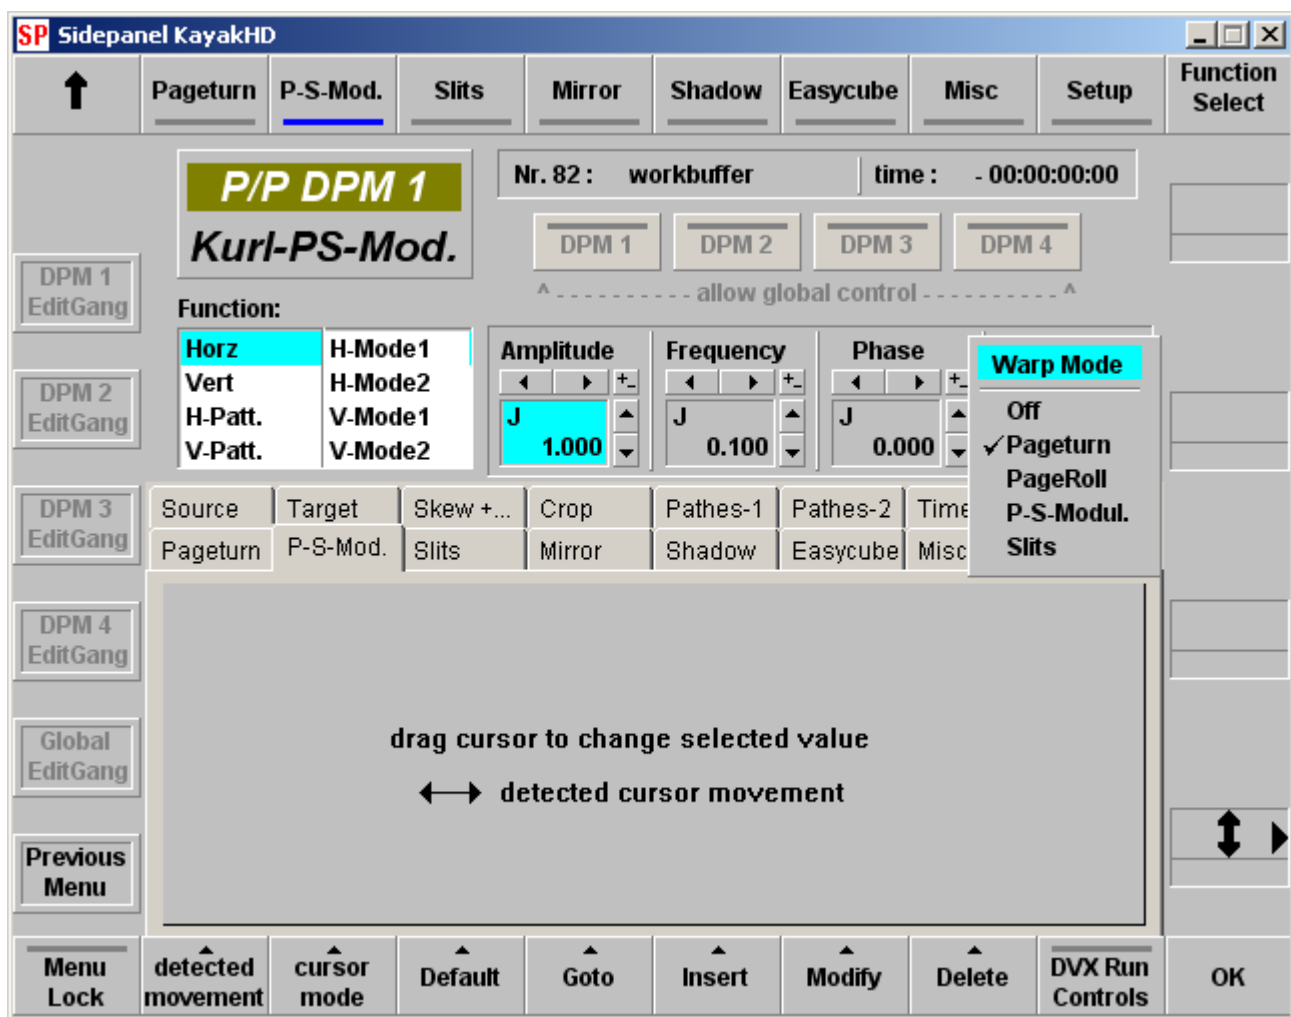 SP Sidepanel KayakHD
Pageturn P-S-Mod. Slits Mirror Shadow Easycube Misc Setup Function
Select
P/P DPM 1
Kurl-PS-Mod.
Nr. 82 : workbuffer time : - 00:00:00:00
DPM 1 DPM 2 DPM 3 DPM 4
^ - - - - - - - - - - allow global control - - - - - - - - - - ^
DPM 1
EditGang
DPM 2
EditGang
DPM 3
EditGang
DPM 4
EditGang
Global
EditGang
Previous
Menu
Function:
Horz H-Mode1
Vert H-Mode2
H-Patt. V-Mode1
V-Patt. V-Mode2
Amplitude Frequency Phase
+- +- +-
J J J
1.000 0.100 0.000
Warp Mode
Off
✓Pageturn
PageRoll
P-S-Modul.
Slits
Source Target Skew +... Crop Pathes-1 Pathes-2 Time
Pageturn P-S-Mod. Slits Mirror Shadow Easycube Misc
drag cursor to change selected value
detected cursor movement
Menu
Lock
detected
movement
cursor
mode
Default
Goto
Insert
Modify
Delete
DVX Run
Controls
OK